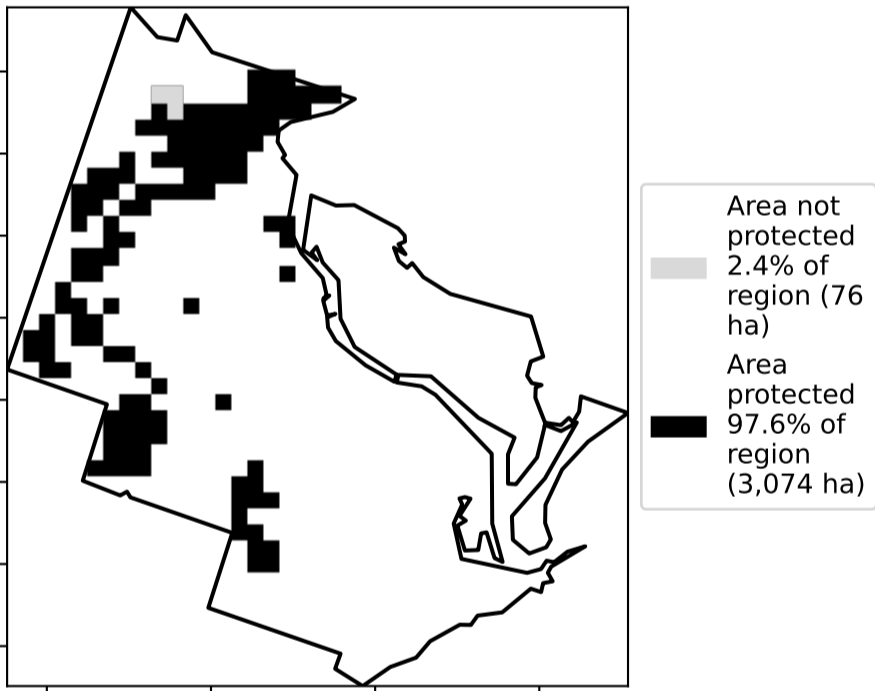 Area not
protected
2.4% of
region (76
ha)
Area
protected
97.6% of
region
(3,074 ha)